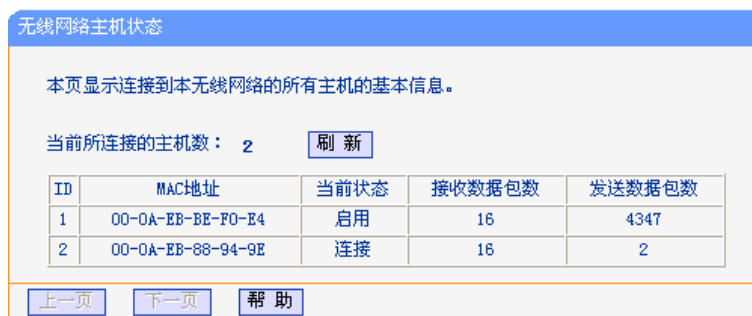 无线网络主机状态
本页显示连接到本无线网络的所有主机的基本信息。
当前所连接的主机数： 2 刷 新
ID MAC地址 当前状态 接收数据包数 发送数据包数
1 00-0A-EB-BE-F0-E4 启用 16 4347
2 00-0A-EB-88-94-9E 连接 16 2
上一页 下一页 帮 助